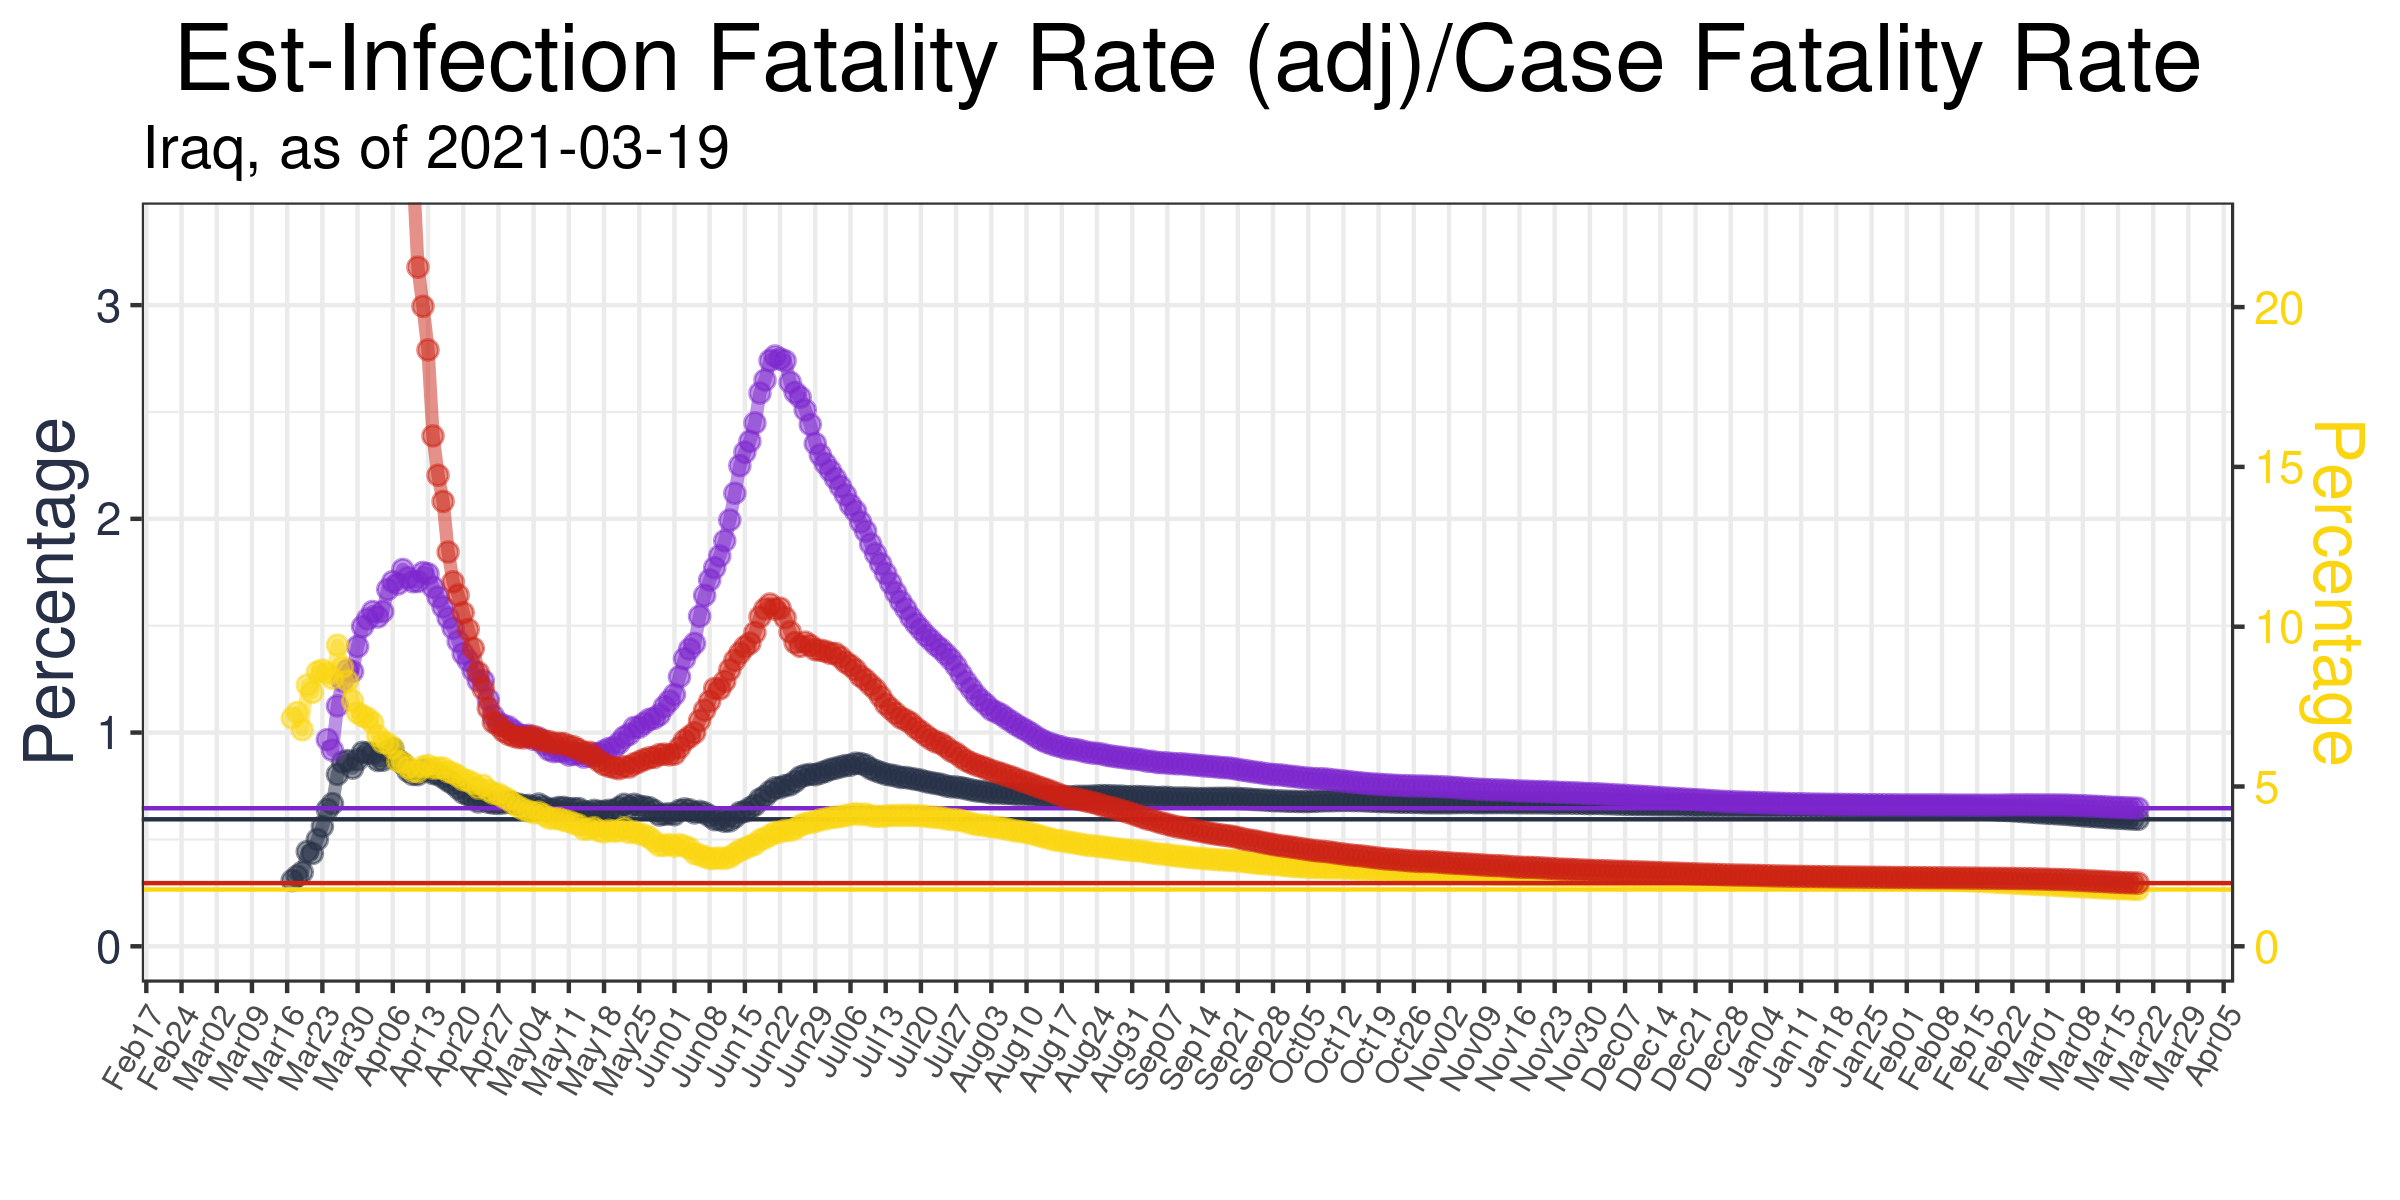 Est-Infection Fatality Rate (adj)/Case Fatality Rate
Iraq, as of 2021-03-19
Percentage
3
2
1
0
20
15
10
5
0
Percentage
Feb17 Feb24 Mar02 Mar09 Mar16 Mar23 Mar30 Apr06 Apr13 Apr20 Apr27 May04 May11 May18 May25 Jun01 Jun08 Jun15 Jun22 Jun29 Jul06 Jul13 Jul20 Jul27 Aug03 Aug10 Aug17 Aug24 Aug31 Sep07 Sep14 Sep21 Sep28 Oct05 Oct12 Oct19 Oct26 Nov02 Nov09 Nov16 Nov23 Nov30 Dec07 Dec14 Dec21 Dec28 Jan04 Jan11 Jan18 Jan25 Feb01 Feb08 Feb15 Feb22 Mar01 Mar08 Mar15 Mar22 Mar29 Apr05